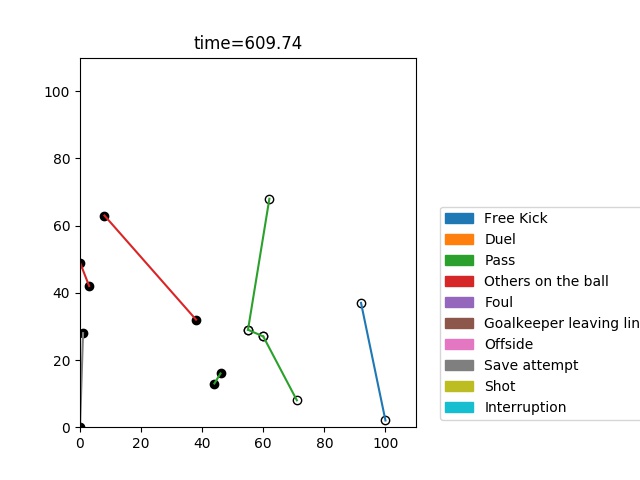 time=609.74
100
80
60
40
20
0
0 20 40 60 80 100
Free Kick
Duel
Pass
Others on the ball
Foul
Goalkeeper leaving lin
Offside
Save attempt
Shot
Interruption